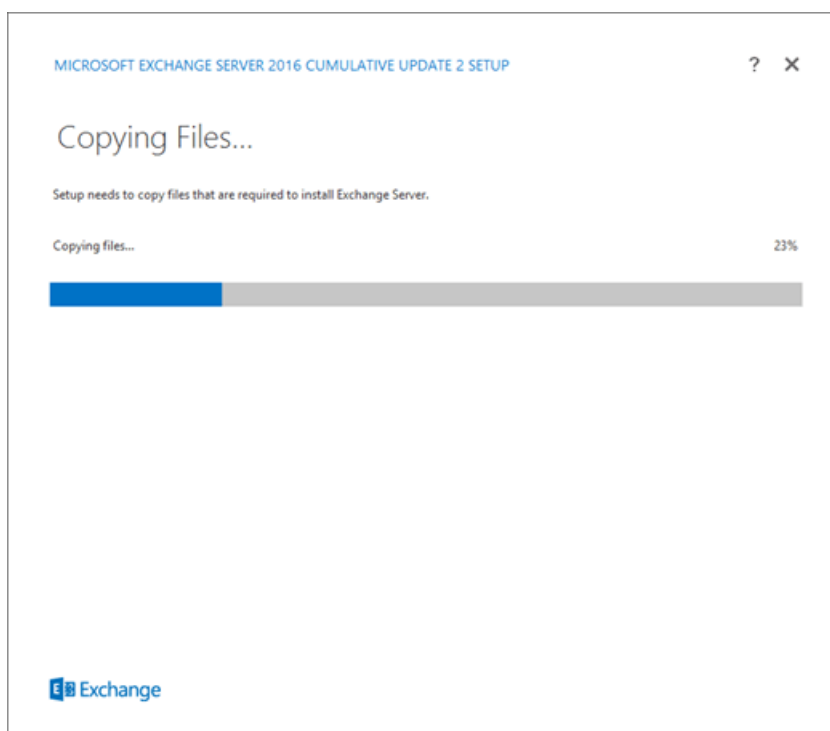 MICROSOFT EXCHANGE SERVER 2016 CUMULATIVE UPDATE 2 SETUP ?
Copying Files...
Setup needs to copy files that are required to install Exchange Server.
Copying files... 23%
Exchange